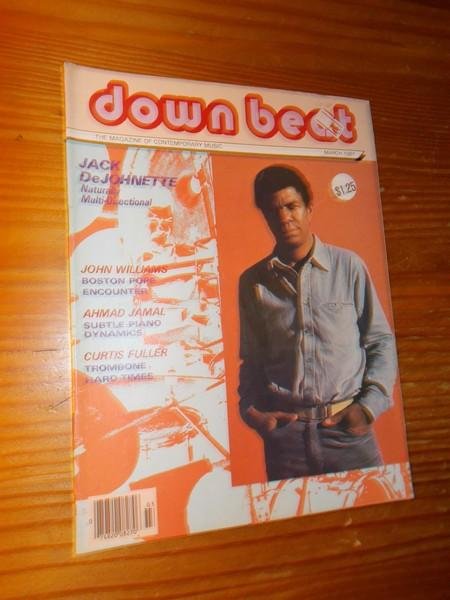 down beat
THE MAGAZINE OF CONTEMPORARY MUSIC
MARCH 1981
JACK
DeJOHNETTE
Naturally
Multi-Directional
$1.25
JOHN WILLIAMS
BOSTON POPS
ENCOUNTER
AHMAD JAMAL
SUBTLE PIANO
DYNAMICS
CURTIS FULLER
TROMBONE
HARD TIMES